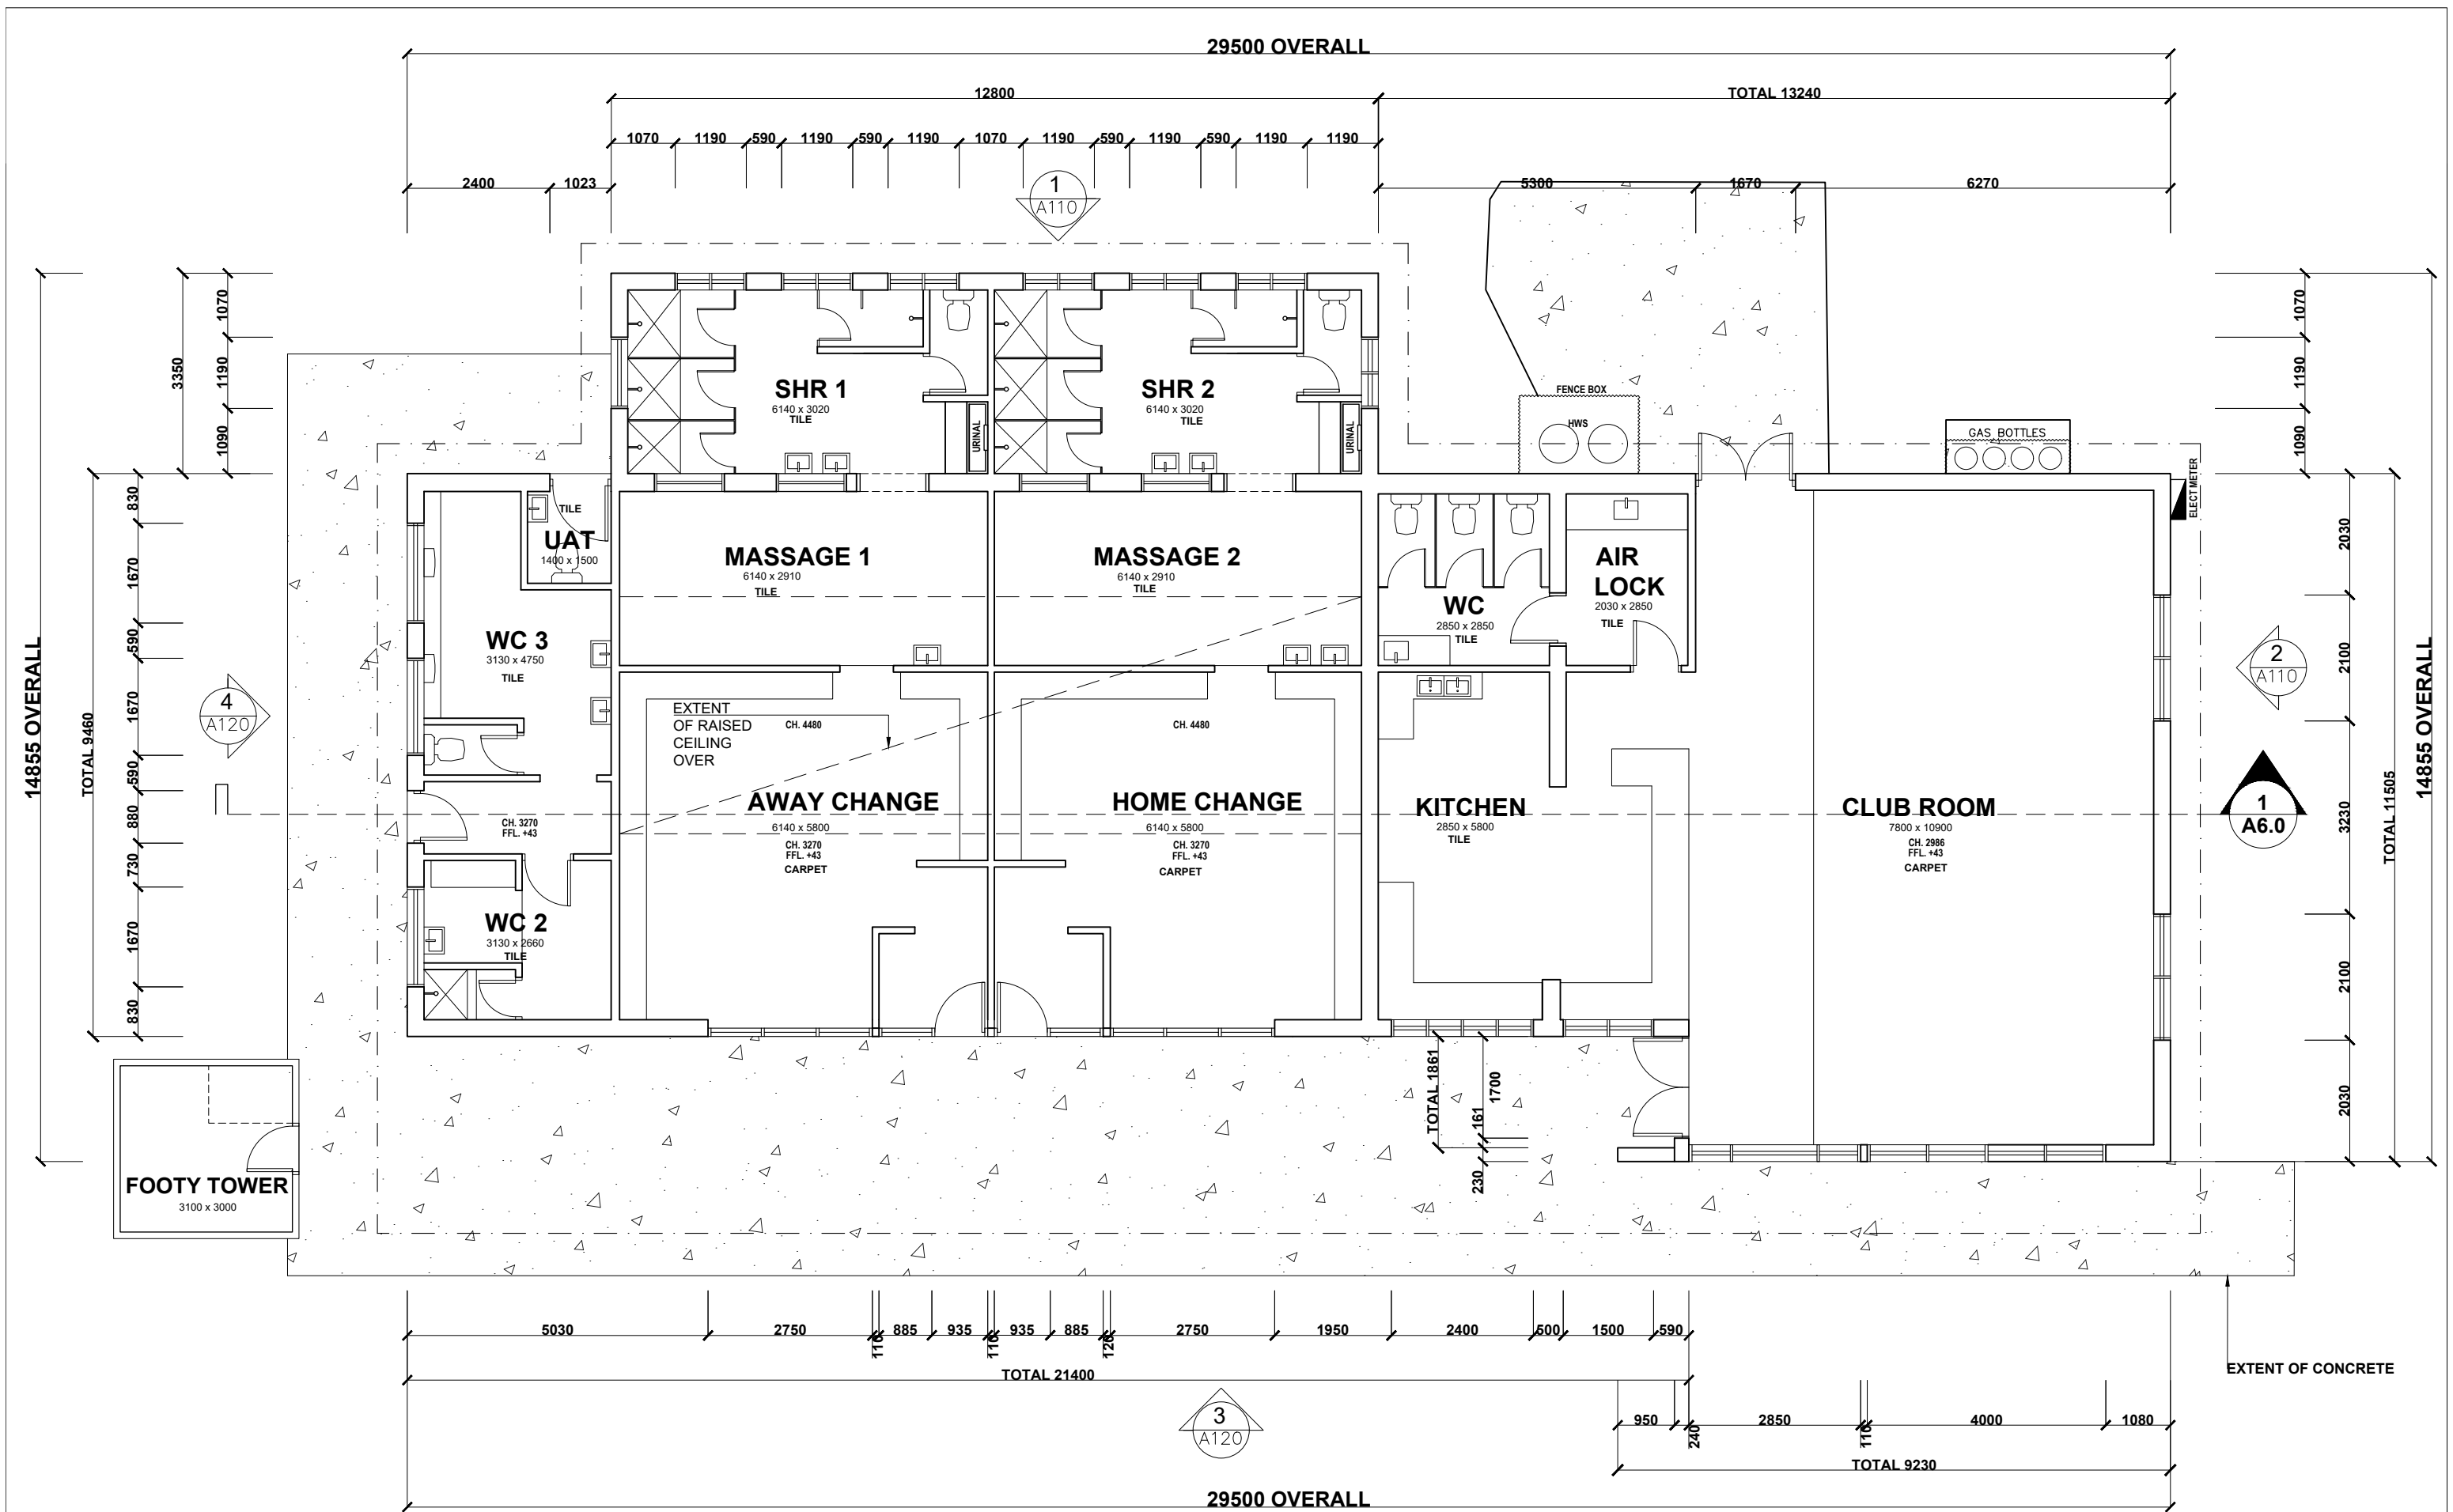 29500 OVERALL
12800
TOTAL 13240
1070 1190 590 1190 590 1190 1070 1190 590 1190 590 1190 1190
2400 1023
5300 1670 6270
1
A110
14855 OVERALL
3350
1070
1190
1090
TOTAL 9460
830
1670
590
1670
590
880
730
1670
830
SHR 1
6140 x 3020
TILE
URINAL
SHR 2
6140 x 3020
TILE
URINAL
FENCE BOX
HWS
GAS BOTTLES
ELECT METER
TILE
UAT
1400 x 1500
MASSAGE 1
6140 x 2910
TILE
MASSAGE 2
6140 x 2910
TILE
WC
2850 x 2850
TILE
AIR
LOCK
2030 x 2850
TILE
WC 3
3130 x 4750
TILE
4
A120
EXTENT
OF RAISED
CEILING
OVER
CH. 4480
CH. 4480
CH. 3270
FFL. +43
AWAY CHANGE
6140 x 5800
CH. 3270
FFL. +43
CARPET
HOME CHANGE
6140 x 5800
CH. 3270
FFL. +43
CARPET
KITCHEN
2850 x 5800
TILE
CLUB ROOM
7800 x 10900
CH. 2986
FFL. +43
CARPET
WC 2
3130 x 2660
TILE
2
A110
1
A6.0
1070
1190
1090
2030
2100
3230
2100
2030
TOTAL 11505
14855 OVERALL
TOTAL 1861
1700
161
230
FOOTY TOWER
3100 x 3000
5030 2750 110 885 935 110 935 885 120 2750 1950 2400 500 1500 590
TOTAL 21400
EXTENT OF CONCRETE
3
A120
950 240 2850 110 4000 1080
TOTAL 9230
29500 OVERALL